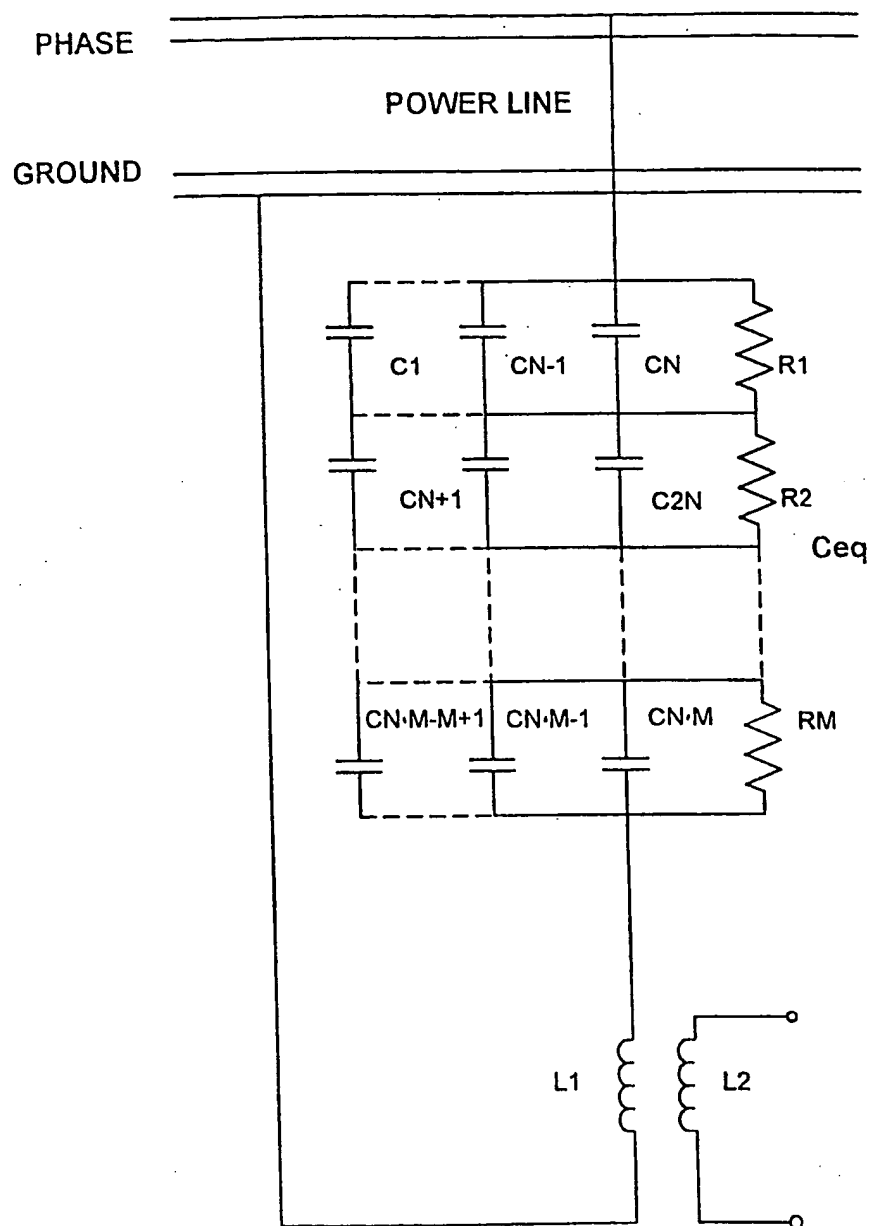 PHASE
POWER LINE
GROUND
C1 CN-1 CN R1
CN+1 C2N R2
Ceq
CN·M-M+1 CN·M-1 CN·M RM
L1 L2